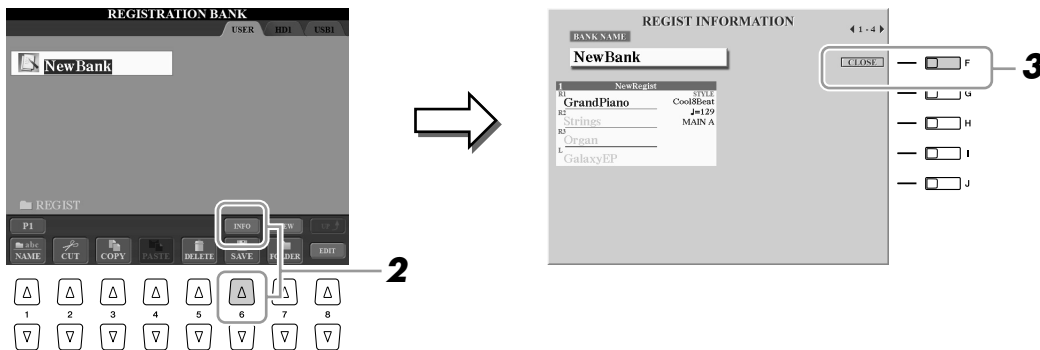 REGISTRATION BANK
USER HD1 USB1
NewBank
REGIST
P1 INFO VIEW UP
abc
NAME CUT COPY PASTE DELETE SAVE FOLDER EDIT
2
1 2 3 4 5 6 7 8
REGIST INFORMATION
1 - 4
BANK NAME
NewBank
CLOSE
F
3
1 NewRegist
R1 GrandPiano STYLE
Cool8Beat
R2 Strings ♩=129
MAIN A
R3 Organ
L GalaxyEP
G
H
I
J